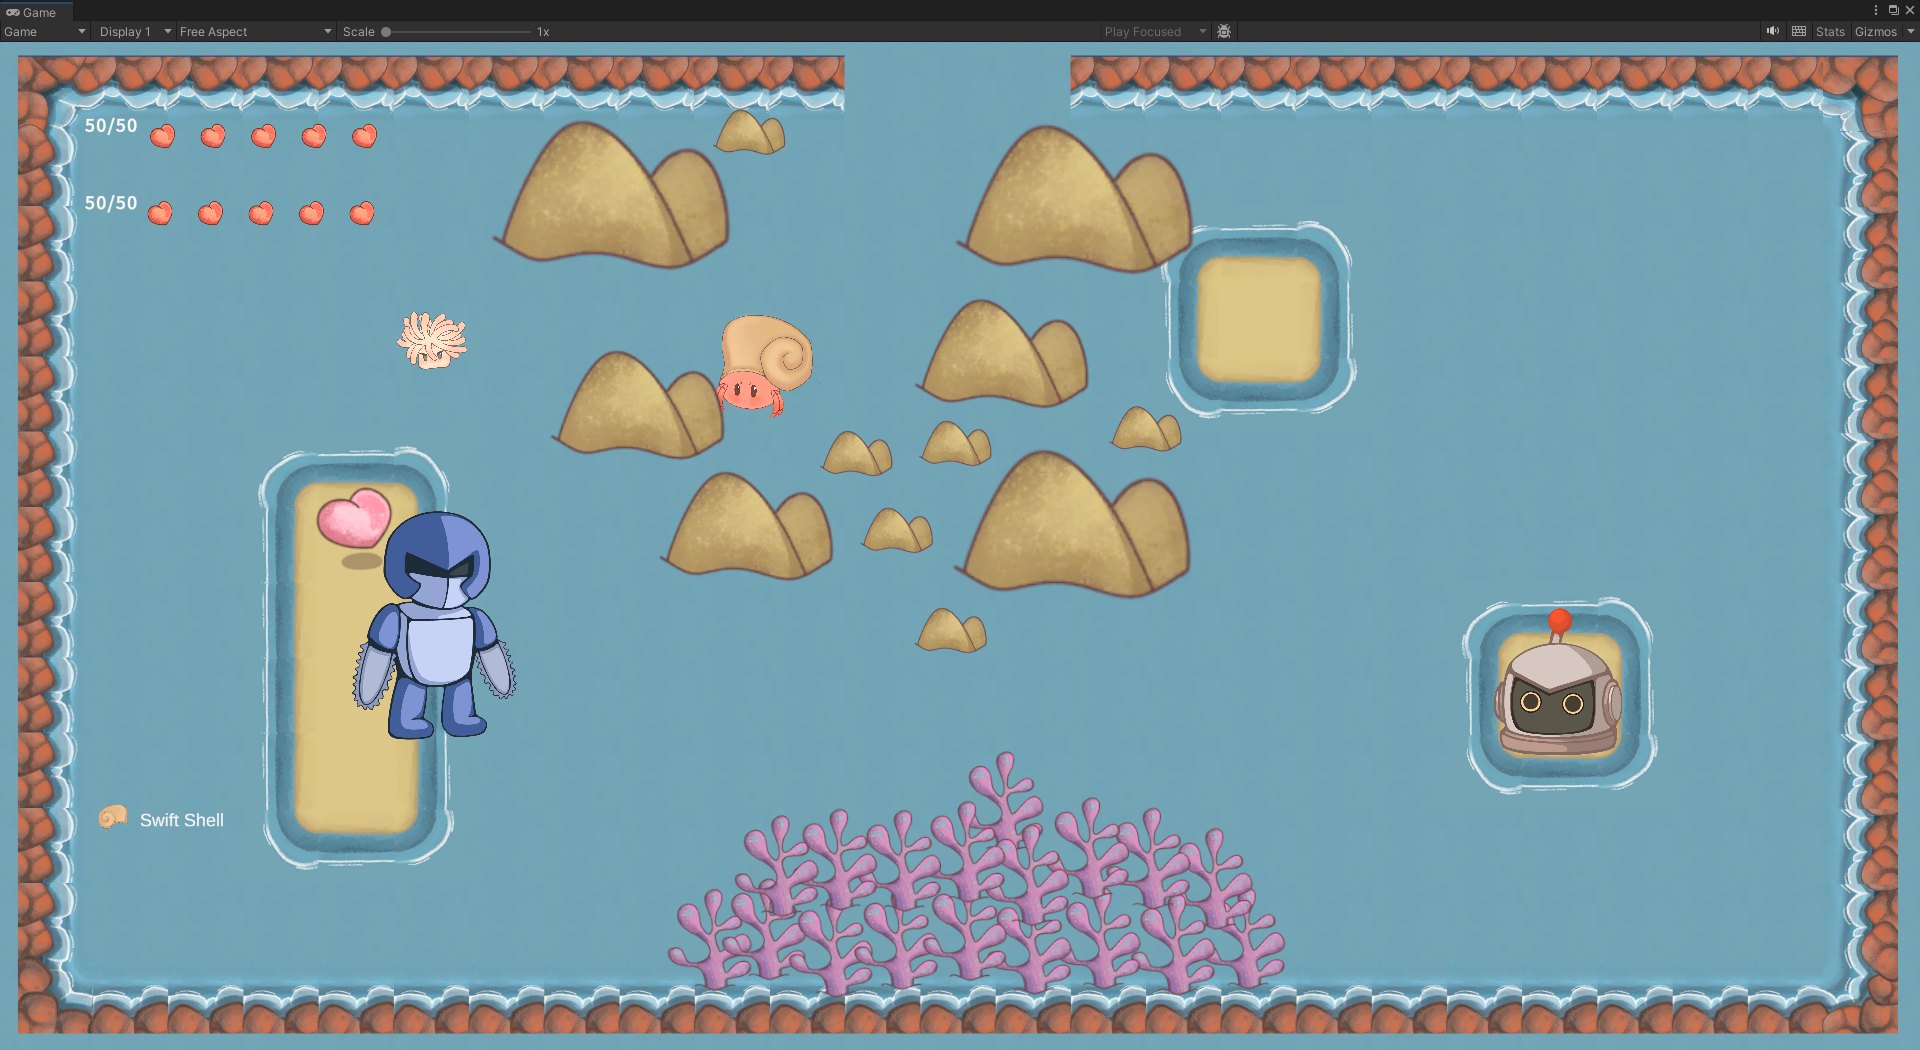 Game
Game Display 1 Free Aspect Scale 1x Play Focused Stats Gizmos
50/50
50/50
Swift Shell